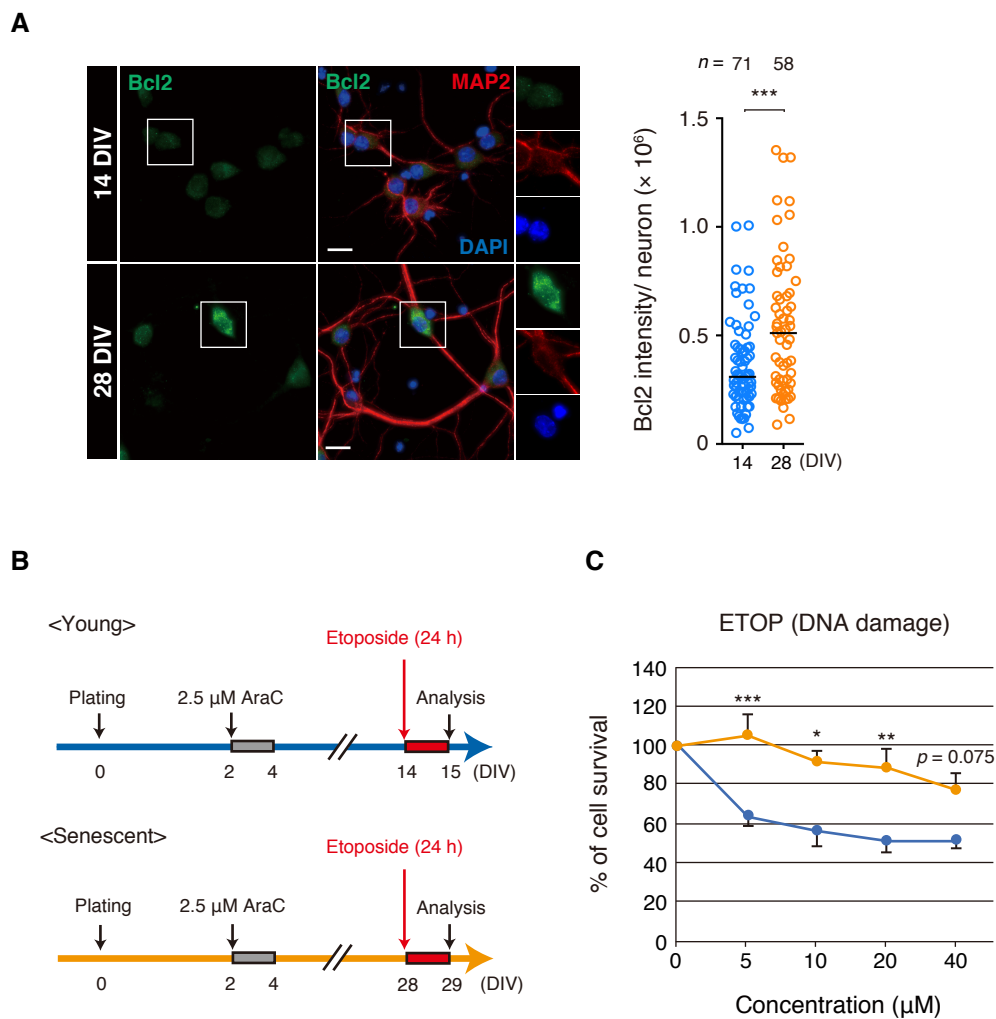 A
Bcl2
Bcl2
MAP2
DAPI
14 DIV
28 DIV
n = 71 58
***
Bcl2 intensity/ neuron (× 10⁶)
1.5
1.0
0.5
0
14 28 (DIV)
B
<Young>
Etoposide (24 h)
Plating
2.5 μM AraC
Analysis
0 2 4 14 15 (DIV)
<Senescent>
Etoposide (24 h)
Plating
2.5 μM AraC
Analysis
0 2 4 28 29 (DIV)
C
ETOP (DNA damage)
% of cell survival
140
120
100
80
60
40
20
0
***
*
**
p = 0.075
0 5 10 20 40
Concentration (μM)